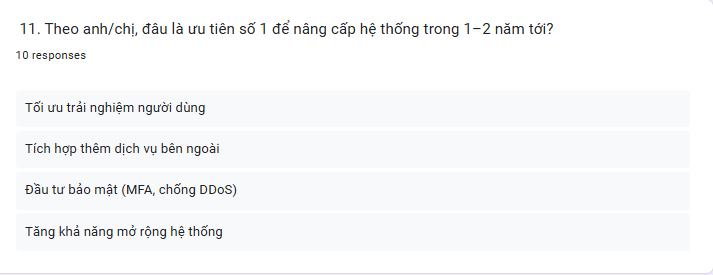 11. Theo anh/chị, đâu là ưu tiên số 1 để nâng cấp hệ thống trong 1–2 năm tới?
10 responses
Tối ưu trải nghiệm người dùng
Tích hợp thêm dịch vụ bên ngoài
Đầu tư bảo mật (MFA, chống DDoS)
Tăng khả năng mở rộng hệ thống